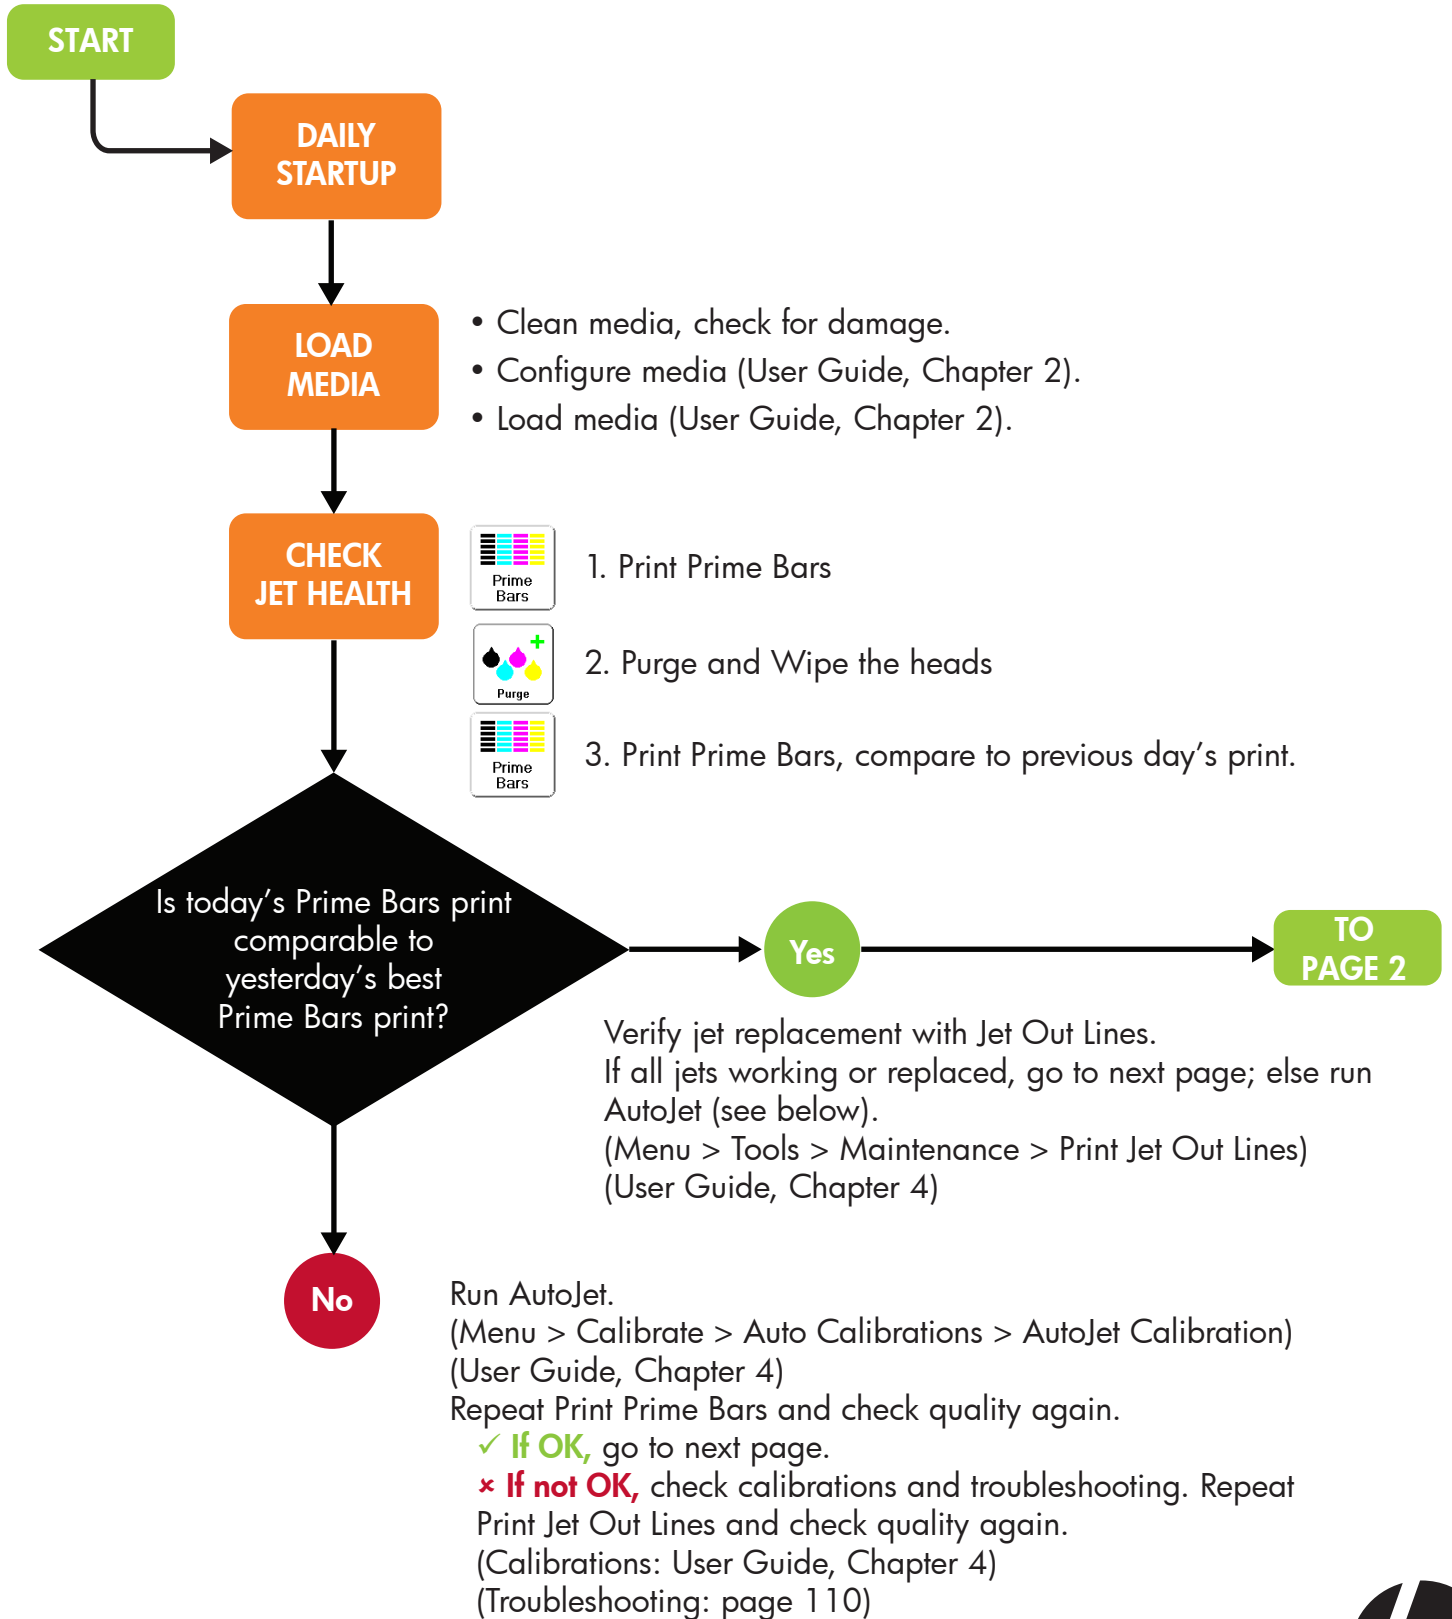 START
DAILY
STARTUP
LOAD
MEDIA
• Clean media, check for damage.
• Configure media (User Guide, Chapter 2).
• Load media (User Guide, Chapter 2).
CHECK
JET HEALTH
Prime
Bars
1. Print Prime Bars
Purge
2. Purge and Wipe the heads
Prime
Bars
3. Print Prime Bars, compare to previous day’s print.
Is today’s Prime Bars print
comparable to
yesterday’s best
Prime Bars print?
Yes
TO
PAGE 2
Verify jet replacement with Jet Out Lines.
If all jets working or replaced, go to next page; else run
AutoJet (see below).
(Menu > Tools > Maintenance > Print Jet Out Lines)
(User Guide, Chapter 4)
No
Run AutoJet.
(Menu > Calibrate > Auto Calibrations > AutoJet Calibration)
(User Guide, Chapter 4)
Repeat Print Prime Bars and check quality again.
✓ If OK, go to next page.
× If not OK, check calibrations and troubleshooting. Repeat
Print Jet Out Lines and check quality again.
(Calibrations: User Guide, Chapter 4)
(Troubleshooting: page 110)